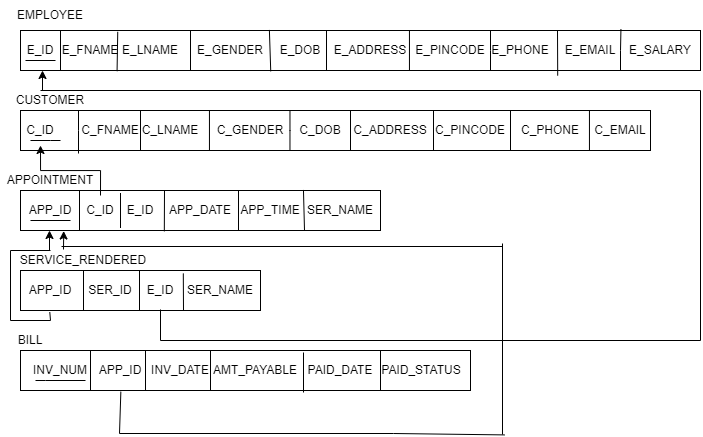 EMPLOYEE
E_ID E_FNAME E_LNAME E_GENDER E_DOB E_ADDRESS E_PINCODE E_PHONE E_EMAIL E_SALARY
CUSTOMER
C_ID C_FNAME C_LNAME C_GENDER C_DOB C_ADDRESS C_PINCODE C_PHONE C_EMAIL
APPOINTMENT
APP_ID C_ID E_ID APP_DATE APP_TIME SER_NAME
SERVICE_RENDERED
APP_ID SER_ID E_ID SER_NAME
BILL
INV_NUM APP_ID INV_DATE AMT_PAYABLE PAID_DATE PAID_STATUS